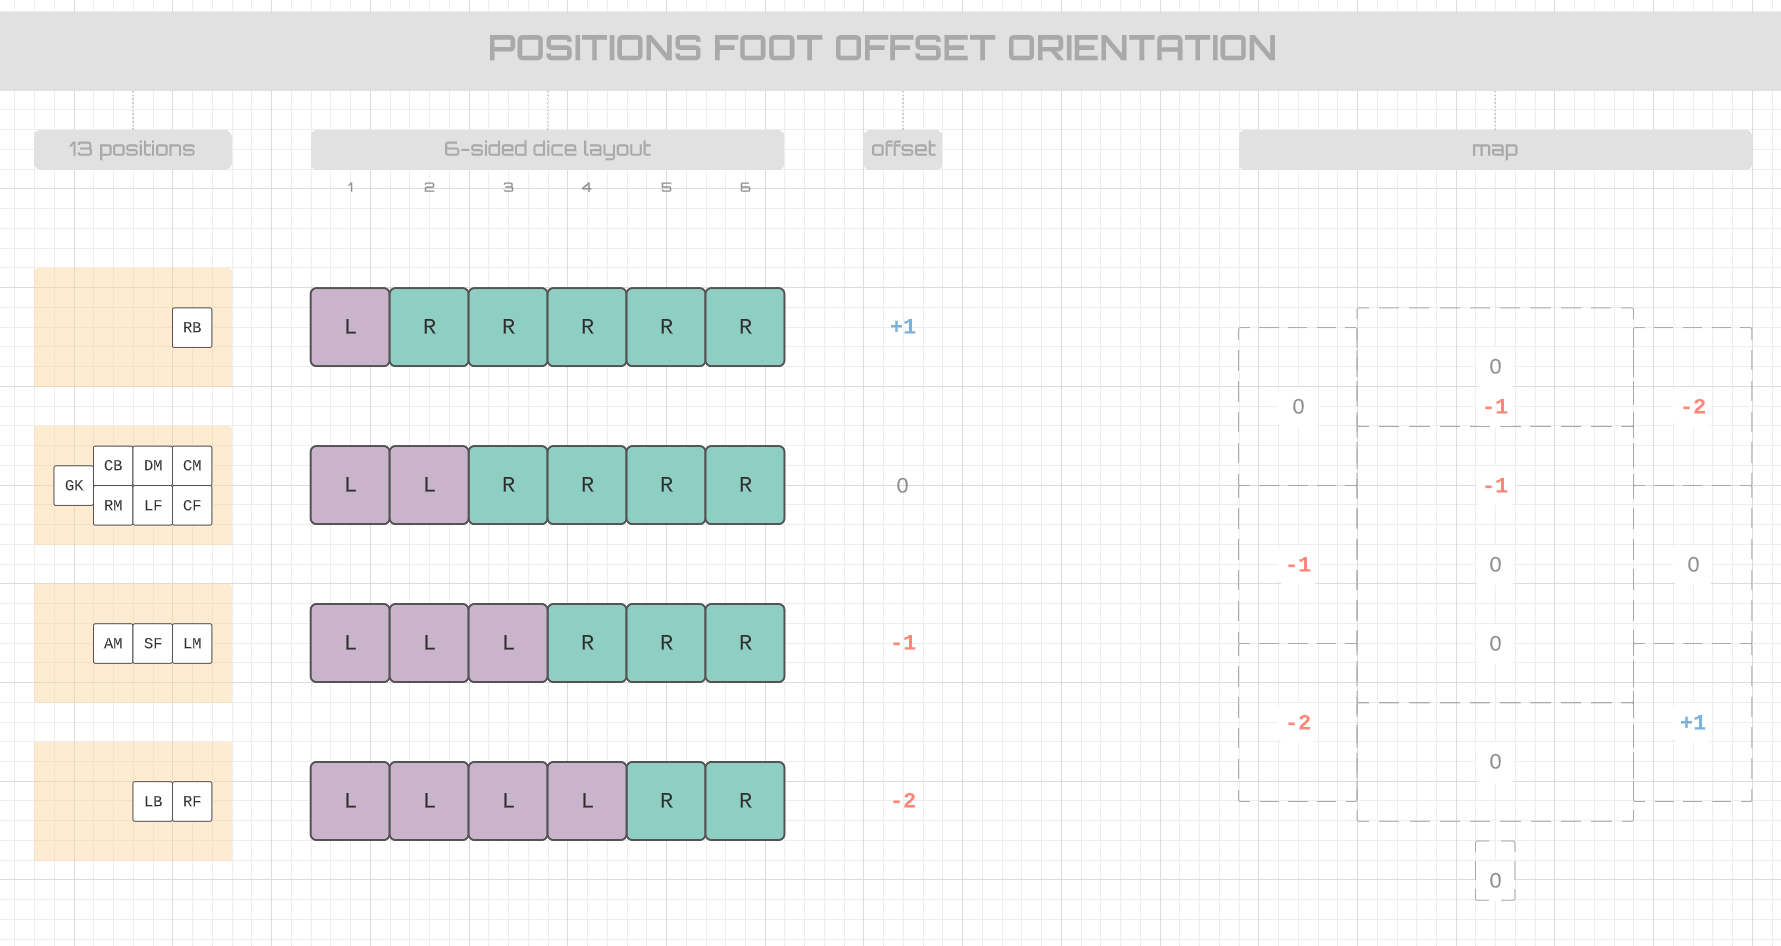 POSITIONS FOOT OFFSET ORIENTATION
13 positions
6-sided dice layout
offset
map
1 2 3 4 5 6
RB
L R R R R R
+1
GK
CB DM CM
RM LF CF
L L R R R R
0
AM SF LM
L L L R R R
-1
LB RF
L L L L R R
-2
0
0 -1 -2
-1
-1 0 0
0
-2 +1
0
0